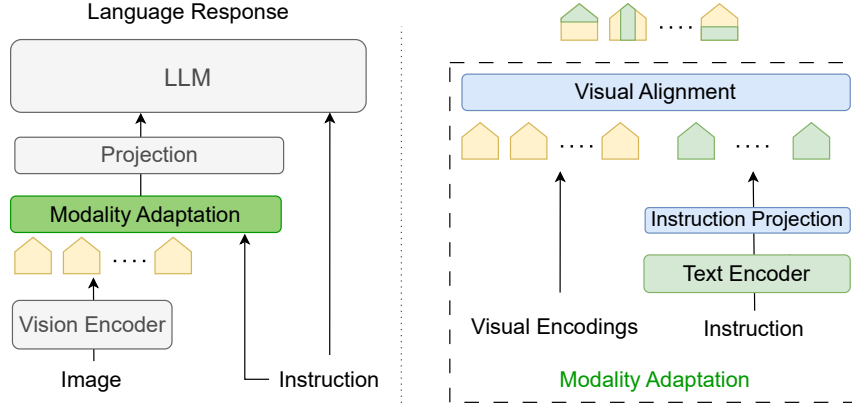 Language Response
LLM
Projection
Modality Adaptation
....
Vision Encoder
Image
Instruction
....
Visual Alignment
....
....
Instruction Projection
Text Encoder
Visual Encodings
Instruction
Modality Adaptation